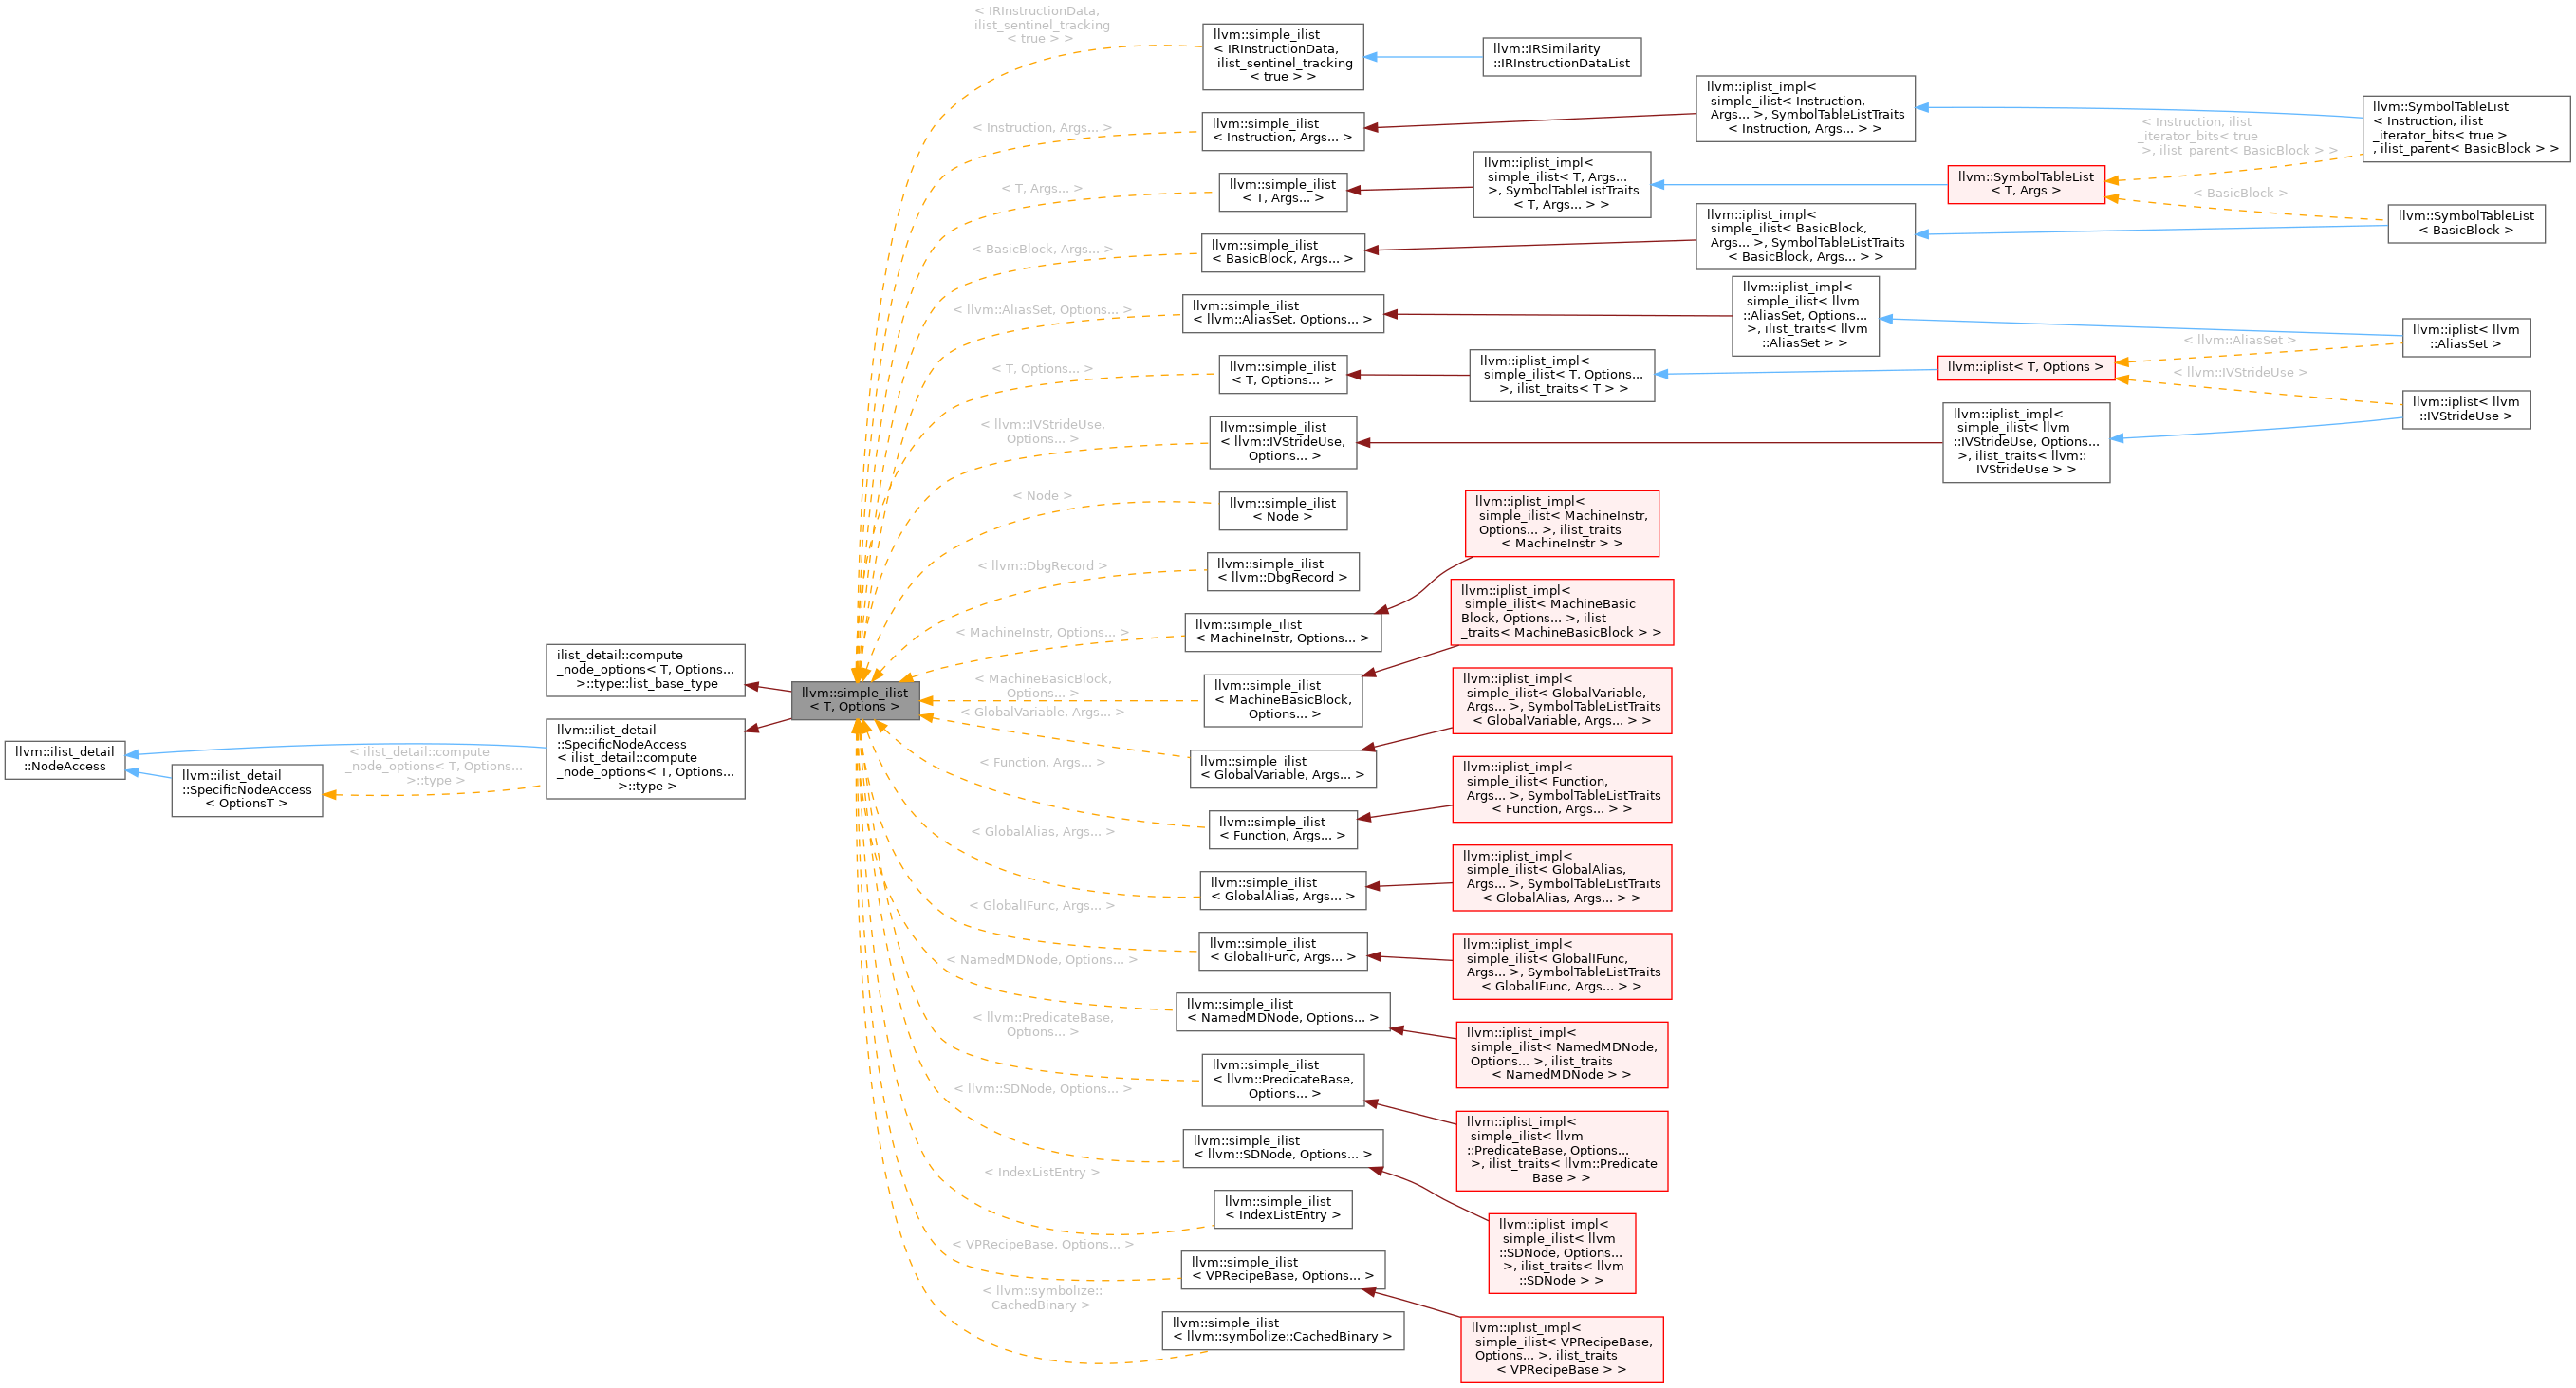 llvm::ilist_detail
::NodeAccess
llvm::ilist_detail
::SpecificNodeAccess
< OptionsT >
< ilist_detail::compute
_node_options< T, Options...
>::type >
ilist_detail::compute
_node_options< T, Options...
>::type::list_base_type
llvm::ilist_detail
::SpecificNodeAccess
< ilist_detail::compute
_node_options< T, Options...
>::type >
llvm::simple_ilist
< T, Options >
< IRInstructionData,
ilist_sentinel_tracking
< true > >
llvm::simple_ilist
< IRInstructionData,
ilist_sentinel_tracking
< true > >
llvm::IRSimilarity
::IRInstructionDataList
< Instruction, Args... >
llvm::simple_ilist
< Instruction, Args... >
llvm::iplist_impl<
simple_ilist< Instruction,
Args... >, SymbolTableListTraits
< Instruction, Args... > >
llvm::SymbolTableList
< Instruction, ilist
_iterator_bits< true >
, ilist_parent< BasicBlock > >
< Instruction, ilist
_iterator_bits< true
>, ilist_parent< BasicBlock > >
< T, Args... >
llvm::simple_ilist
< T, Args... >
llvm::iplist_impl<
simple_ilist< T, Args...
>, SymbolTableListTraits
< T, Args... > >
llvm::SymbolTableList
< T, Args >
< BasicBlock >
llvm::SymbolTableList
< BasicBlock >
< BasicBlock, Args... >
llvm::simple_ilist
< BasicBlock, Args... >
llvm::iplist_impl<
simple_ilist< BasicBlock,
Args... >, SymbolTableListTraits
< BasicBlock, Args... > >
< llvm::AliasSet, Options... >
llvm::simple_ilist
< llvm::AliasSet, Options... >
llvm::iplist_impl<
simple_ilist< llvm
::AliasSet, Options...
>, ilist_traits< llvm
::AliasSet > >
llvm::iplist< llvm
::AliasSet >
< llvm::AliasSet >
< T, Options... >
llvm::simple_ilist
< T, Options... >
llvm::iplist_impl<
simple_ilist< T, Options...
>, ilist_traits< T > >
llvm::iplist< T, Options >
< llvm::IVStrideUse >
llvm::iplist< llvm
::IVStrideUse >
< llvm::IVStrideUse,
Options... >
llvm::simple_ilist
< llvm::IVStrideUse,
Options... >
llvm::iplist_impl<
simple_ilist< llvm
::IVStrideUse, Options...
>, ilist_traits< llvm::
IVStrideUse > >
< Node >
llvm::simple_ilist
< Node >
< llvm::DbgRecord >
llvm::simple_ilist
< llvm::DbgRecord >
< MachineInstr, Options... >
llvm::simple_ilist
< MachineInstr, Options... >
llvm::iplist_impl<
simple_ilist< MachineInstr,
Options... >, ilist_traits
< MachineInstr > >
< MachineBasicBlock,
Options... >
llvm::simple_ilist
< MachineBasicBlock,
Options... >
llvm::iplist_impl<
simple_ilist< MachineBasic
Block, Options... >, ilist
_traits< MachineBasicBlock > >
< GlobalVariable, Args... >
llvm::simple_ilist
< GlobalVariable, Args... >
llvm::iplist_impl<
simple_ilist< GlobalVariable,
Args... >, SymbolTableListTraits
< GlobalVariable, Args... > >
< Function, Args... >
llvm::simple_ilist
< Function, Args... >
llvm::iplist_impl<
simple_ilist< Function,
Args... >, SymbolTableListTraits
< Function, Args... > >
< GlobalAlias, Args... >
llvm::simple_ilist
< GlobalAlias, Args... >
llvm::iplist_impl<
simple_ilist< GlobalAlias,
Args... >, SymbolTableListTraits
< GlobalAlias, Args... > >
< GlobalIFunc, Args... >
llvm::simple_ilist
< GlobalIFunc, Args... >
llvm::iplist_impl<
simple_ilist< GlobalIFunc,
Args... >, SymbolTableListTraits
< GlobalIFunc, Args... > >
< NamedMDNode, Options... >
llvm::simple_ilist
< NamedMDNode, Options... >
llvm::iplist_impl<
simple_ilist< NamedMDNode,
Options... >, ilist_traits
< NamedMDNode > >
< llvm::PredicateBase,
Options... >
llvm::simple_ilist
< llvm::PredicateBase,
Options... >
llvm::iplist_impl<
simple_ilist< llvm
::PredicateBase, Options...
>, ilist_traits< llvm::Predicate
Base > >
< llvm::SDNode, Options... >
llvm::simple_ilist
< llvm::SDNode, Options... >
llvm::iplist_impl<
simple_ilist< llvm
::SDNode, Options...
>, ilist_traits< llvm
::SDNode > >
< IndexListEntry >
llvm::simple_ilist
< IndexListEntry >
< VPRecipeBase, Options... >
llvm::simple_ilist
< VPRecipeBase, Options... >
llvm::iplist_impl<
simple_ilist< VPRecipeBase,
Options... >, ilist_traits
< VPRecipeBase > >
< llvm::symbolize::
CachedBinary >
llvm::simple_ilist
< llvm::symbolize::CachedBinary >